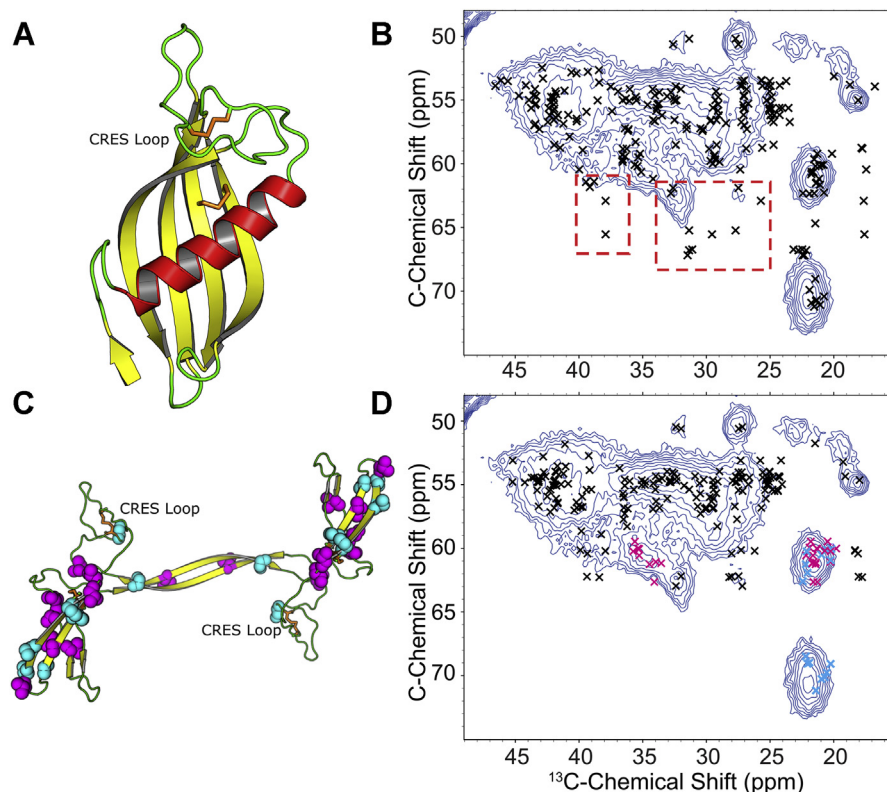 A
CRES Loop
B
C-Chemical Shift (ppm)
50
55
60
65
70
45 40 35 30 25 20
C
CRES Loop
CRES Loop
D
C-Chemical Shift (ppm)
50
55
60
65
70
45 40 35 30 25 20
¹³C-Chemical Shift (ppm)